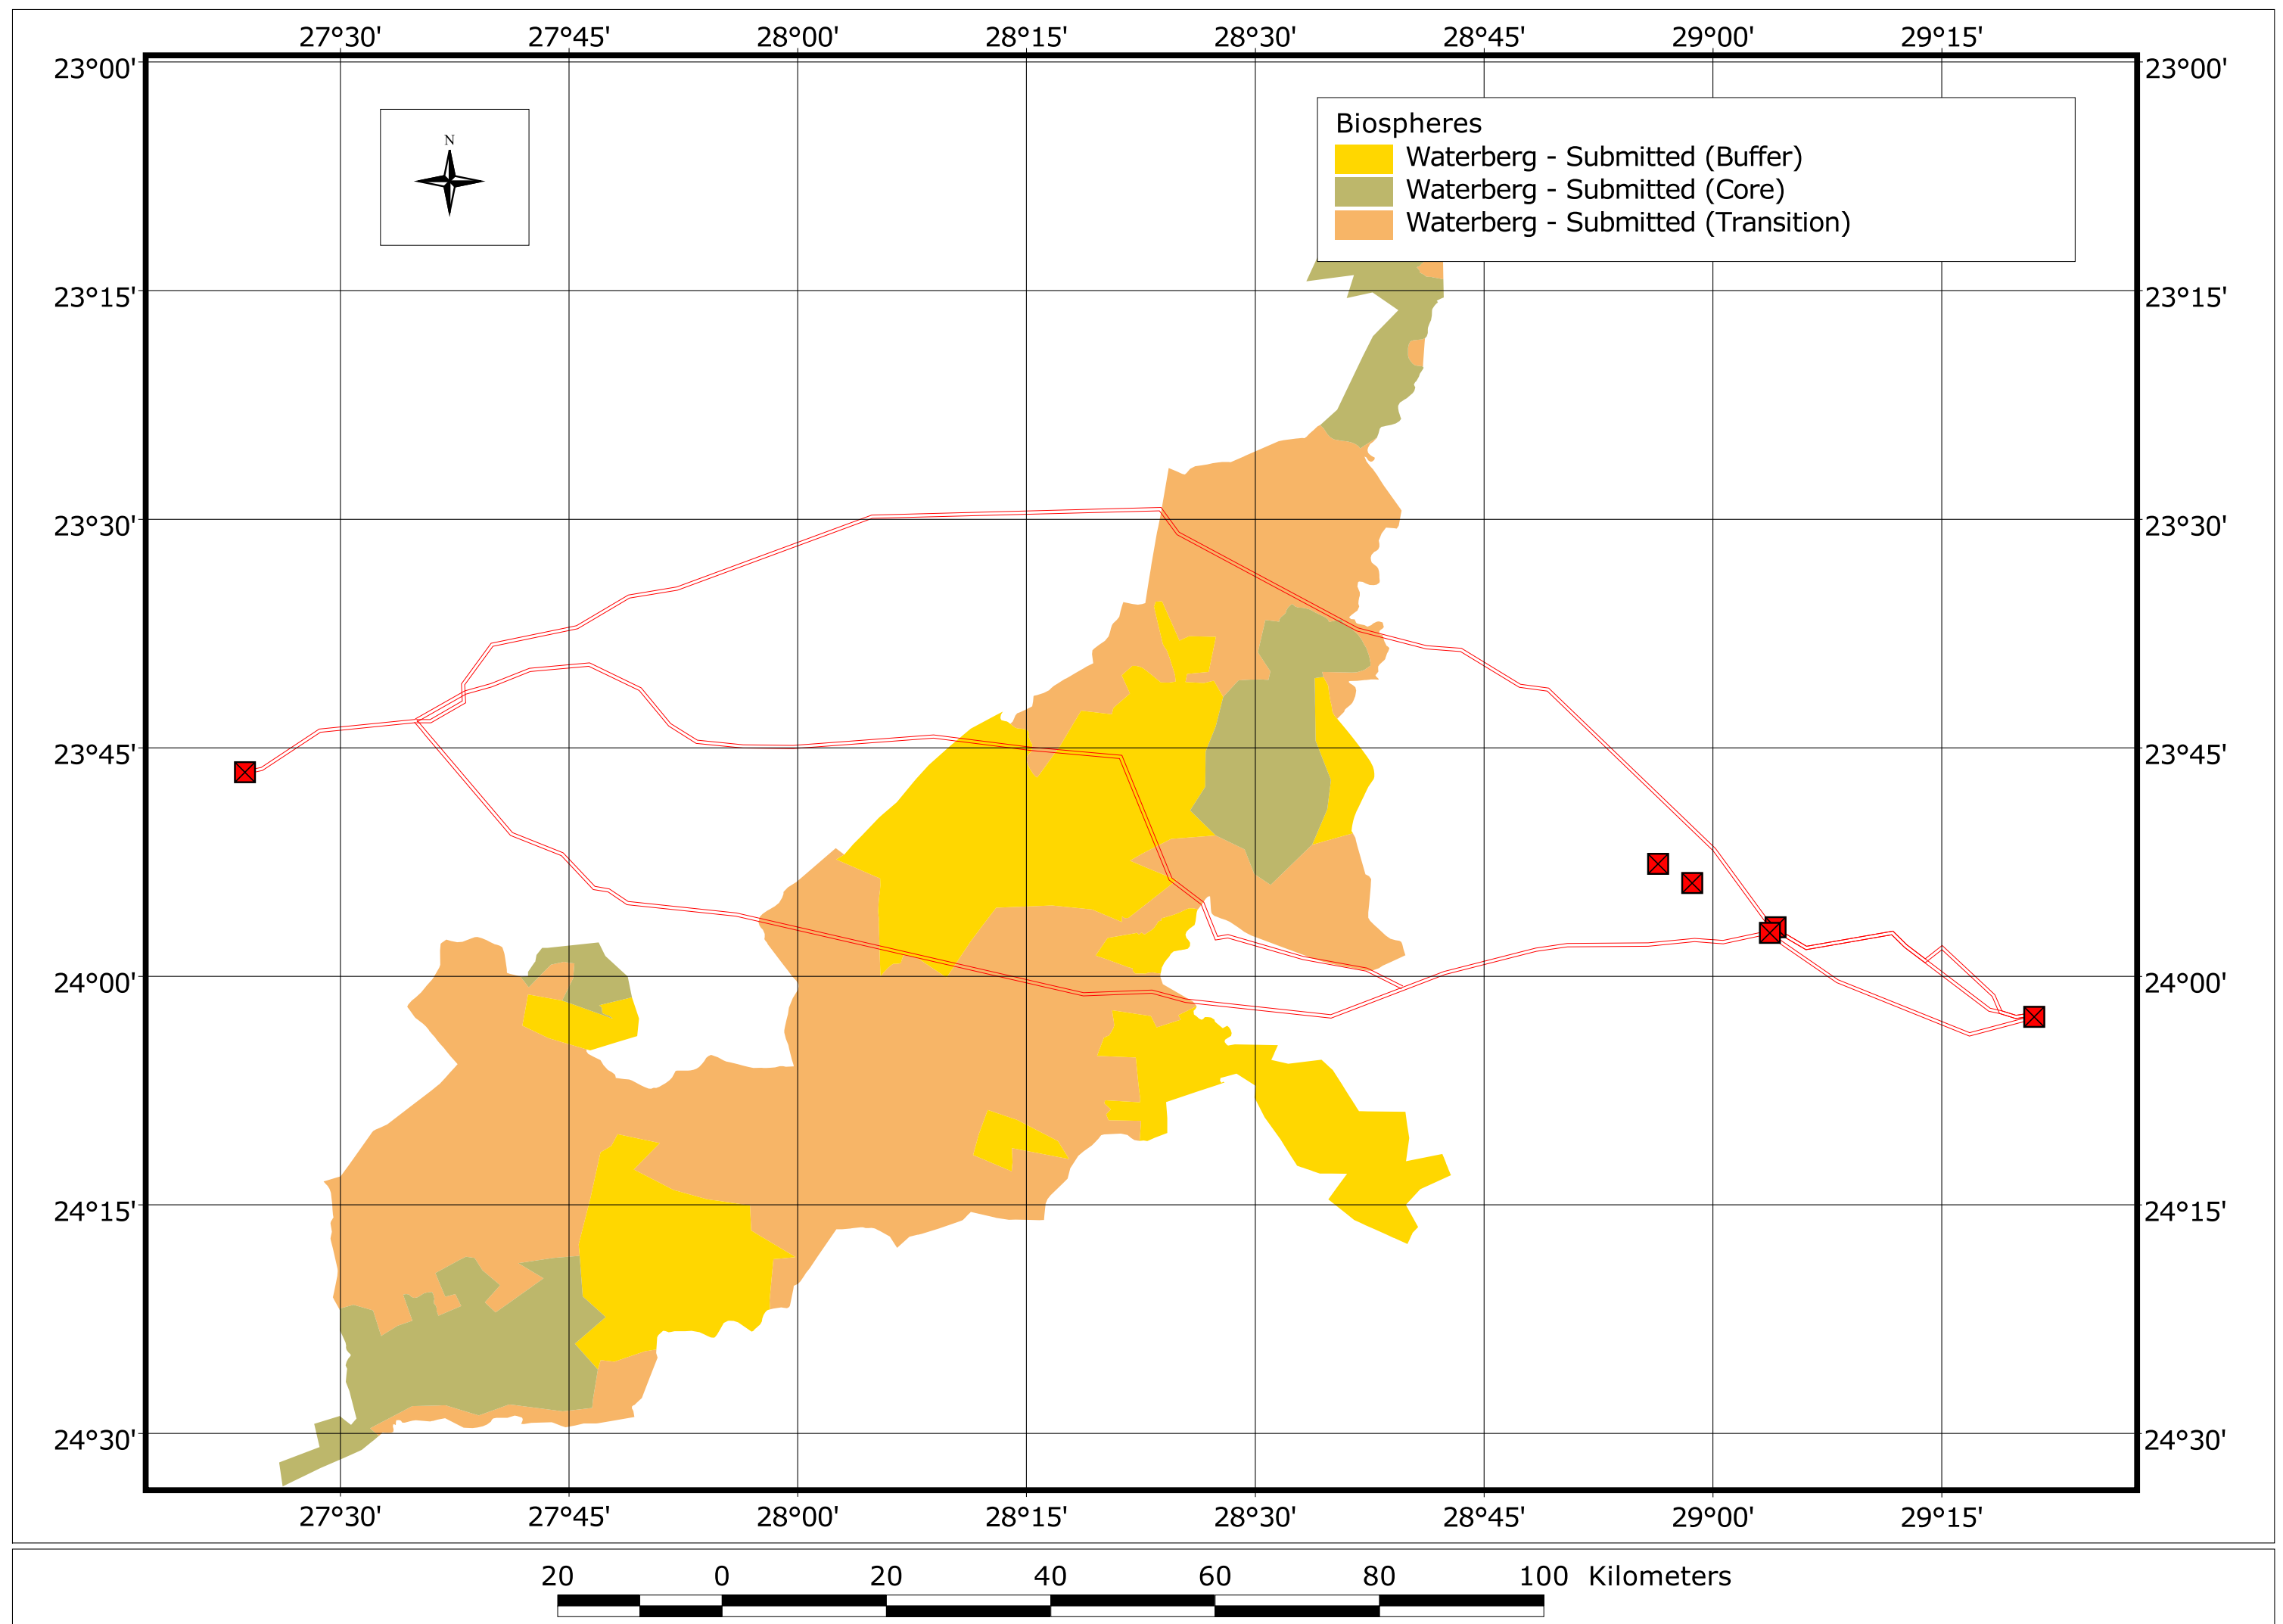 27°30' 27°45' 28°00' 28°15' 28°30' 28°45' 29°00' 29°15'
23°00' 23°00'
N
Biospheres
Waterberg - Submitted (Buffer)
Waterberg - Submitted (Core)
Waterberg - Submitted (Transition)
23°15' 23°15'
23°30' 23°30'
23°45' 23°45'
24°00' 24°00'
24°15' 24°15'
24°30' 24°30'
27°30' 27°45' 28°00' 28°15' 28°30' 28°45' 29°00' 29°15'
20 0 20 40 60 80 100 Kilometers